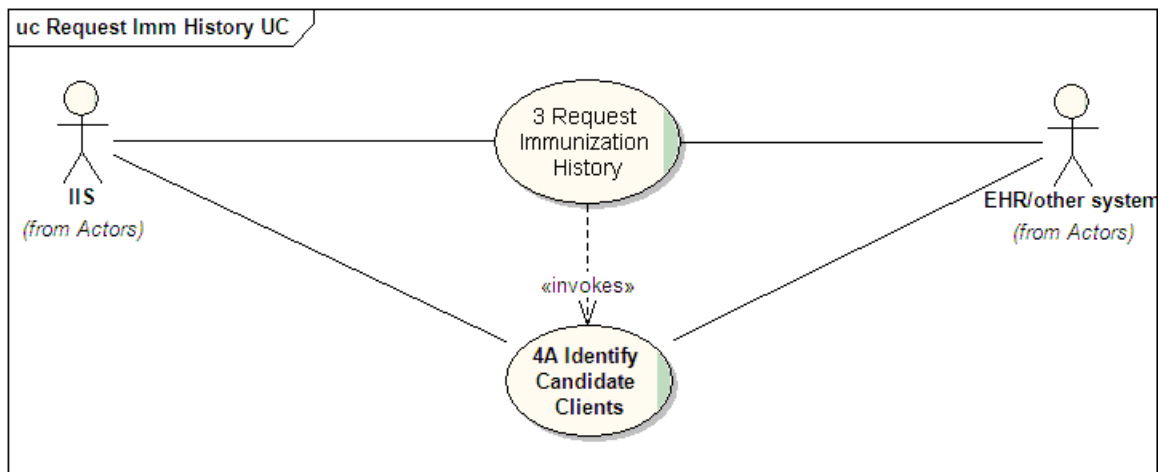 uc Request Imm History UC
3 Request
Immunization
History
IIS
(from Actors)
EHR/other system
(from Actors)
«invokes»
4A Identify
Candidate
Clients